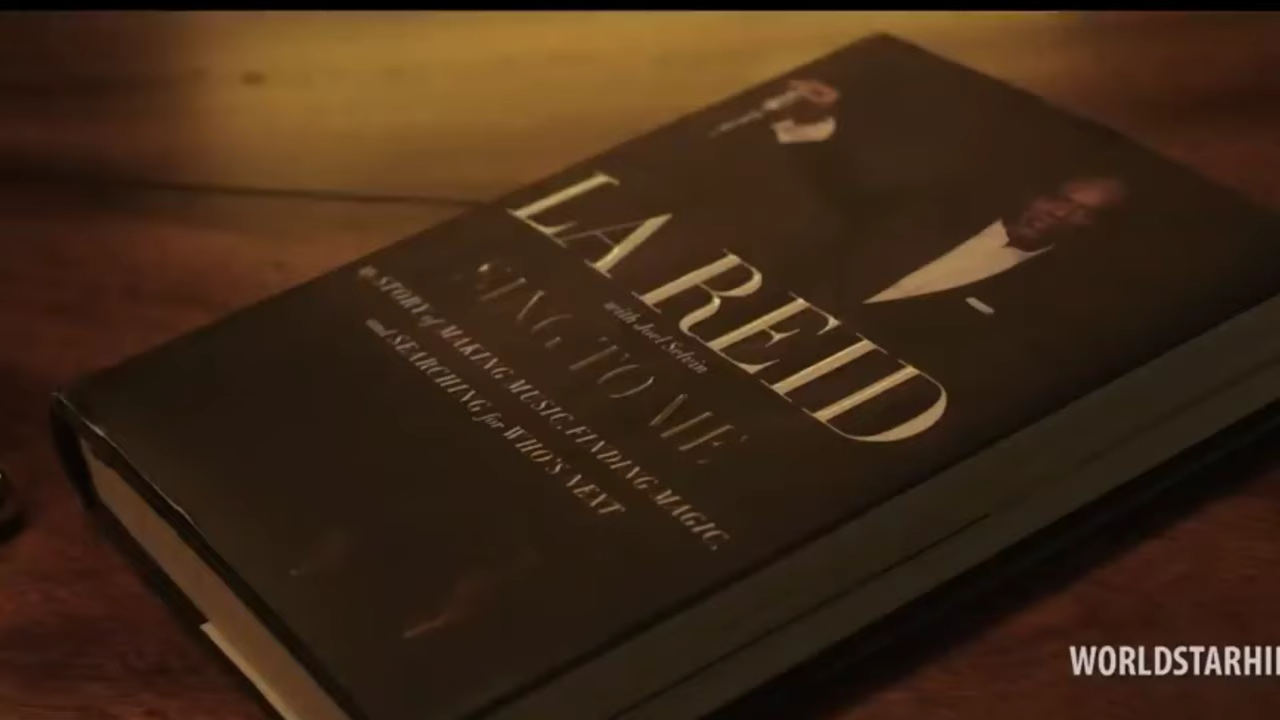 LA REID
with Joel Selvin
SING TO ME
My STORY of MAKING MUSIC, FINDING MAGIC,
and SEARCHING for WHO'S NEXT
WORLDSTARHI